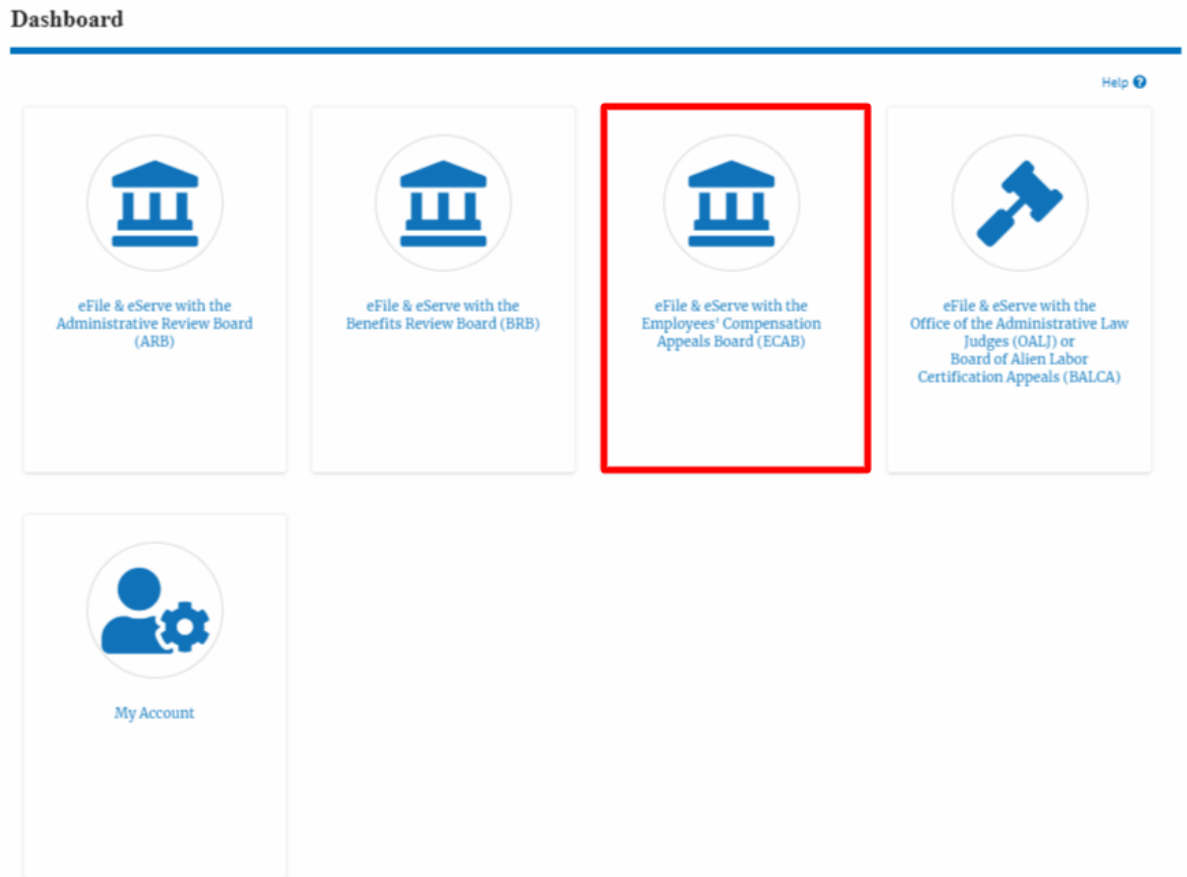 Dashboard
Help
eFile & eServe with the
Administrative Review Board
(ARB)
eFile & eServe with the
Benefits Review Board (BRB)
eFile & eServe with the
Employees' Compensation
Appeals Board (ECAB)
eFile & eServe with the
Office of the Administrative Law
Judges (OALJ) or
Board of Alien Labor
Certification Appeals (BALCA)
My Account